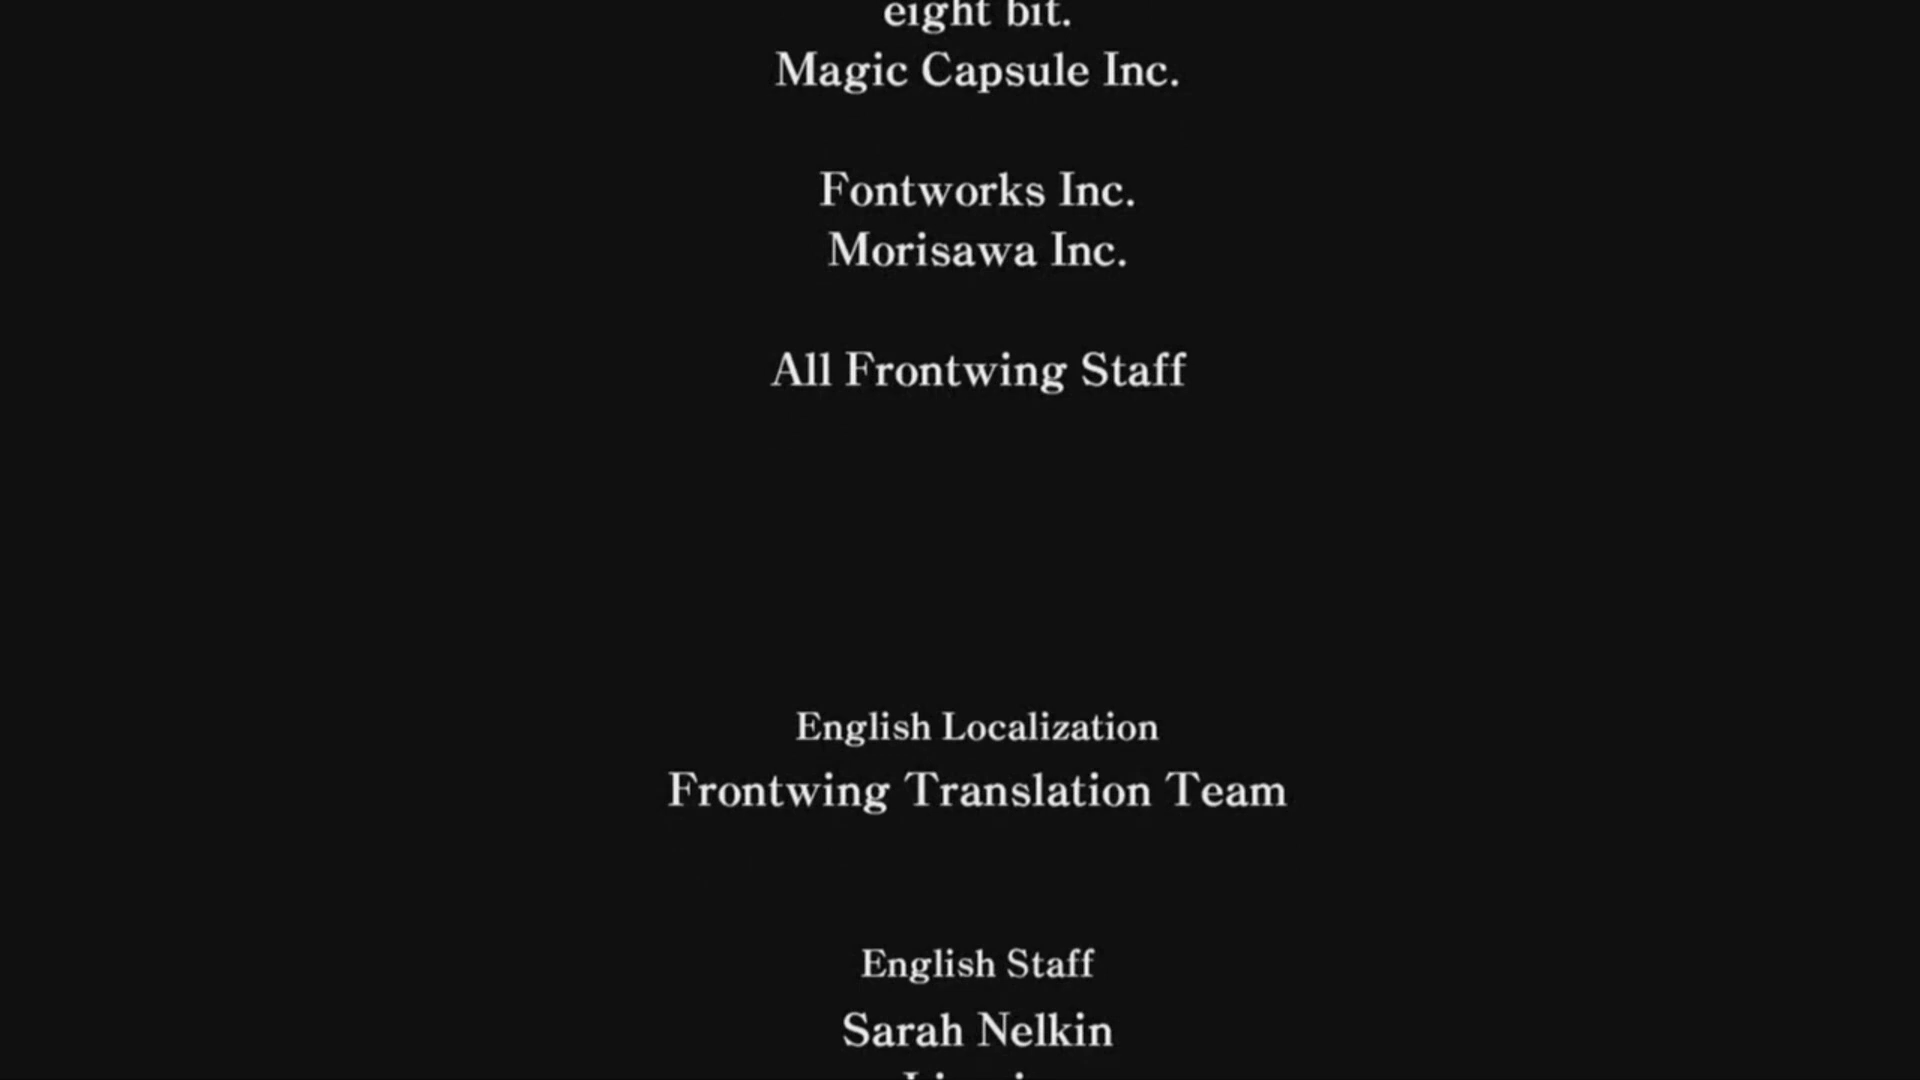 eight bit.
Magic Capsule Inc.
Fontworks Inc.
Morisawa Inc.
All Frontwing Staff
English Localization
Frontwing Translation Team
English Staff
Sarah Nelkin